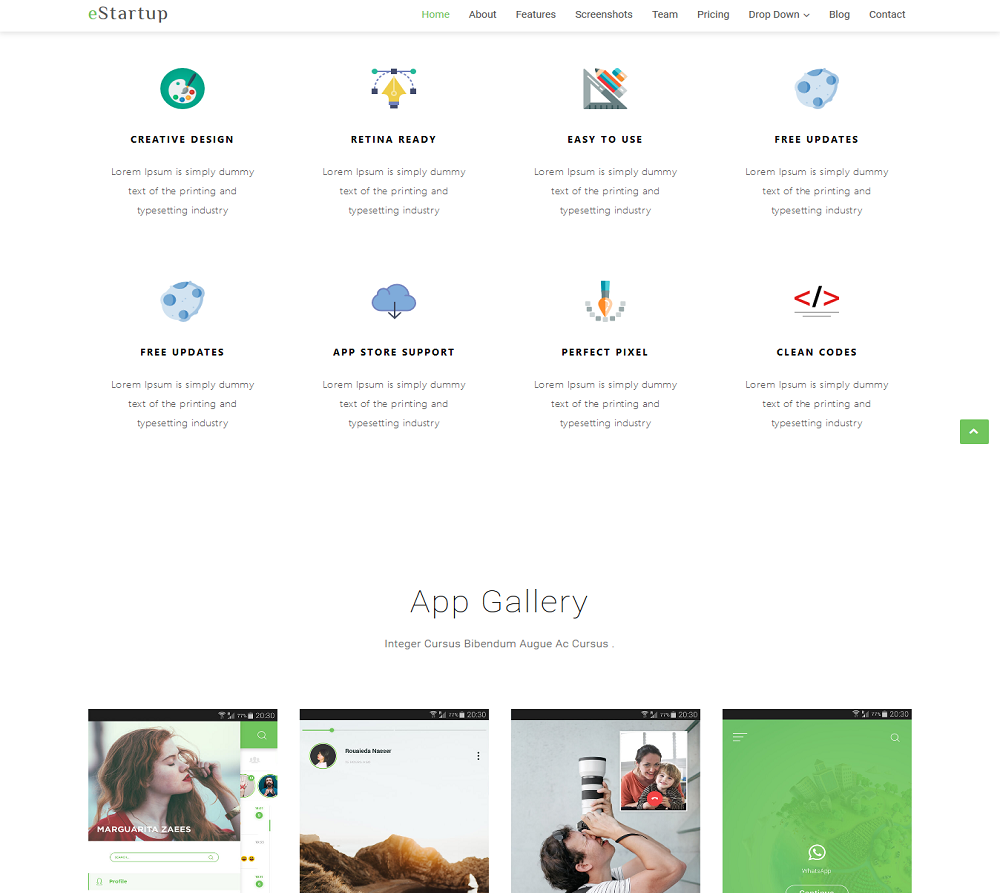 eStartup
Home About Features Screenshots Team Pricing Drop Down Blog Contact
CREATIVE DESIGN
Lorem Ipsum is simply dummy
text of the printing and
typesetting industry
RETINA READY
Lorem Ipsum is simply dummy
text of the printing and
typesetting industry
EASY TO USE
Lorem Ipsum is simply dummy
text of the printing and
typesetting industry
FREE UPDATES
Lorem Ipsum is simply dummy
text of the printing and
typesetting industry
FREE UPDATES
Lorem Ipsum is simply dummy
text of the printing and
typesetting industry
APP STORE SUPPORT
Lorem Ipsum is simply dummy
text of the printing and
typesetting industry
PERFECT PIXEL
Lorem Ipsum is simply dummy
text of the printing and
typesetting industry
</>
CLEAN CODES
Lorem Ipsum is simply dummy
text of the printing and
typesetting industry
App Gallery
Integer Cursus Bibendum Augue Ac Cursus .
77% 20:30
MARGUARITA ZAEES
Profile
77% 20:30
Rouaieda Naeer
77% 20:30
77% 20:30
WhatsApp
Continue